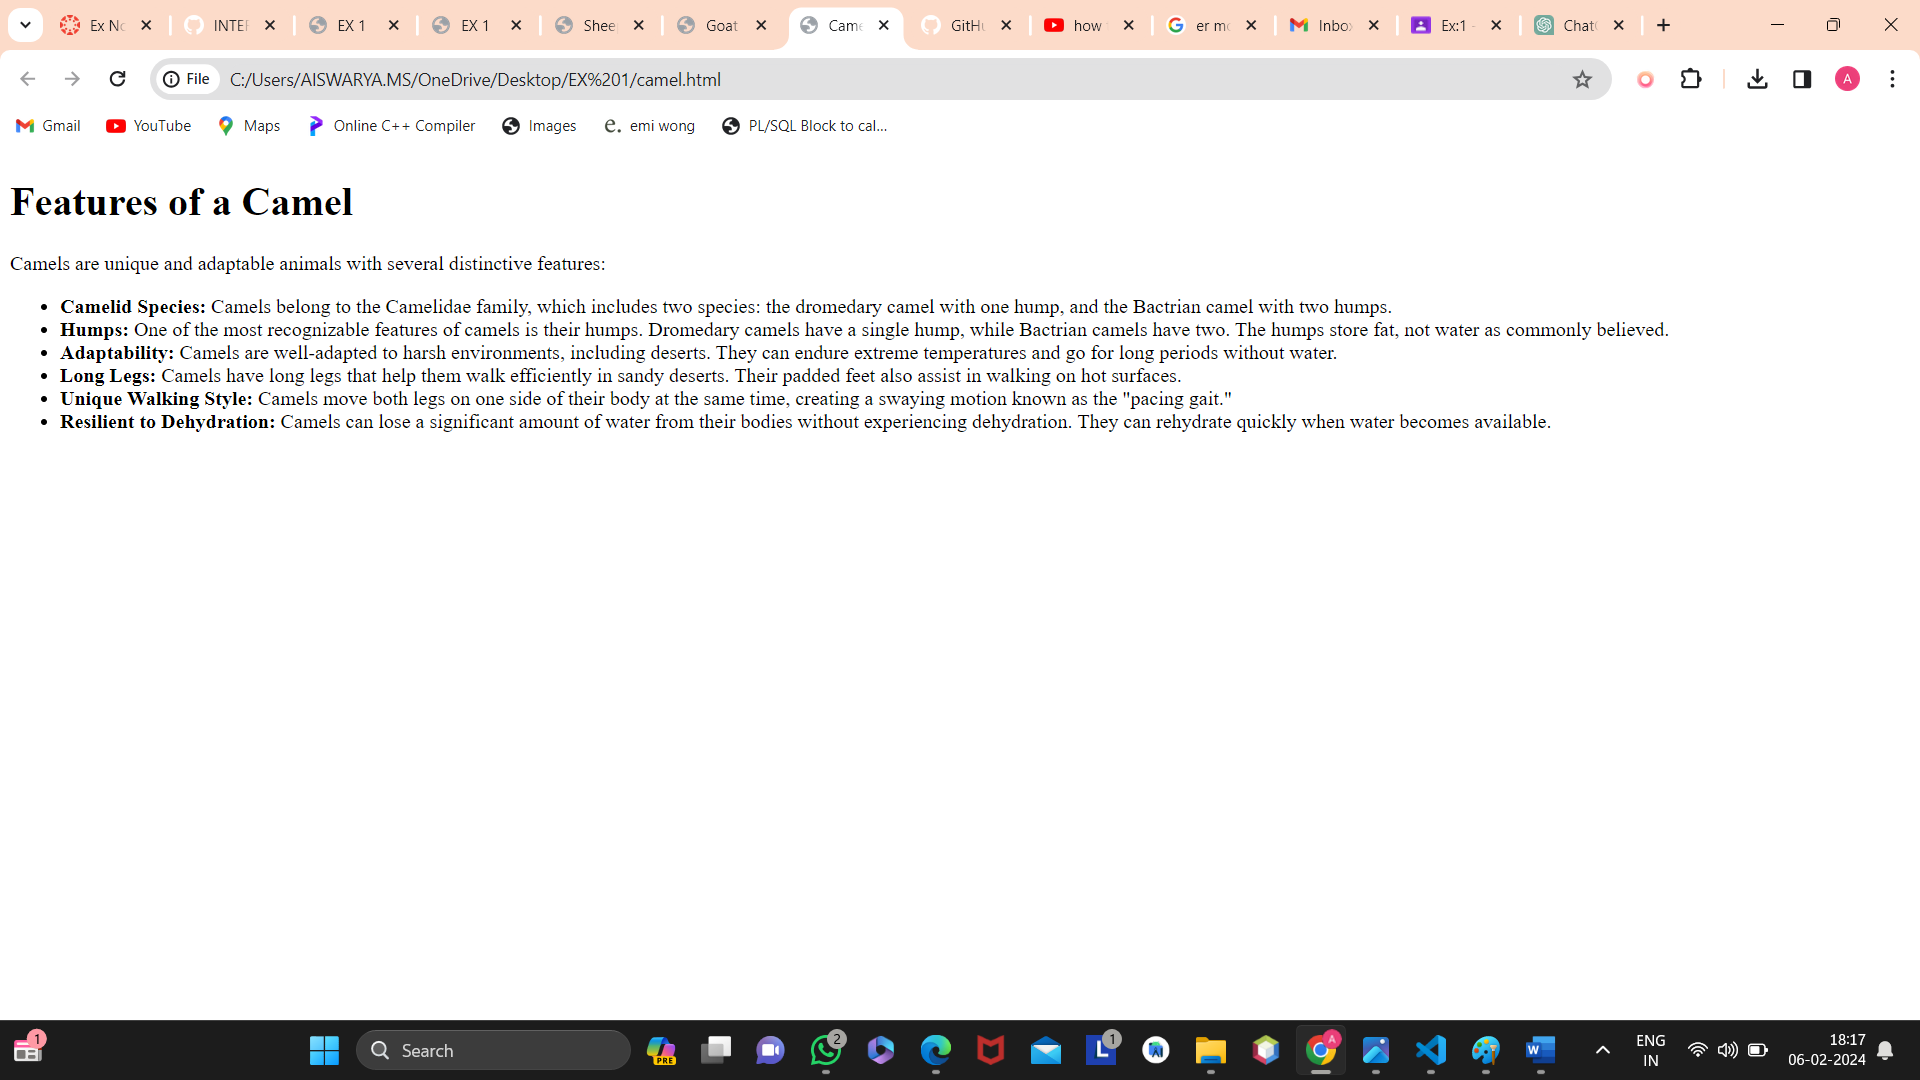 Ex No
INTER
EX 1
EX 1
Sheep
Goat
Came
GitHu
how t
er mo
Inbox
Ex:1 -
ChatG
File
C:/Users/AISWARYA.MS/OneDrive/Desktop/EX%201/camel.html
A
Gmail
YouTube
Maps
Online C++ Compiler
Images
e. emi wong
PL/SQL Block to cal...
Features of a Camel
Camels are unique and adaptable animals with several distinctive features:
• Camelid Species: Camels belong to the Camelidae family, which includes two species: the dromedary camel with one hump, and the Bactrian camel with two humps.
• Humps: One of the most recognizable features of camels is their humps. Dromedary camels have a single hump, while Bactrian camels have two. The humps store fat, not water as commonly believed.
• Adaptability: Camels are well-adapted to harsh environments, including deserts. They can endure extreme temperatures and go for long periods without water.
• Long Legs: Camels have long legs that help them walk efficiently in sandy deserts. Their padded feet also assist in walking on hot surfaces.
• Unique Walking Style: Camels move both legs on one side of their body at the same time, creating a swaying motion known as the "pacing gait."
• Resilient to Dehydration: Camels can lose a significant amount of water from their bodies without experiencing dehydration. They can rehydrate quickly when water becomes available.
1
Search
PRE
2
L
1
A
W
ENG
IN
18:17
06-02-2024